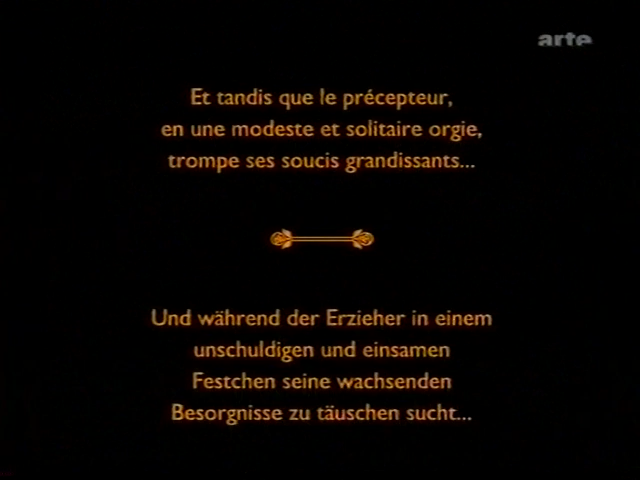 arte
Et tandis que le précepteur,
en une modeste et solitaire orgie,
trompe ses soucis grandissants...
Und während der Erzieher in einem
unschuldigen und einsamen
Festchen seine wachsenden
Besorgnisse zu täuschen sucht...